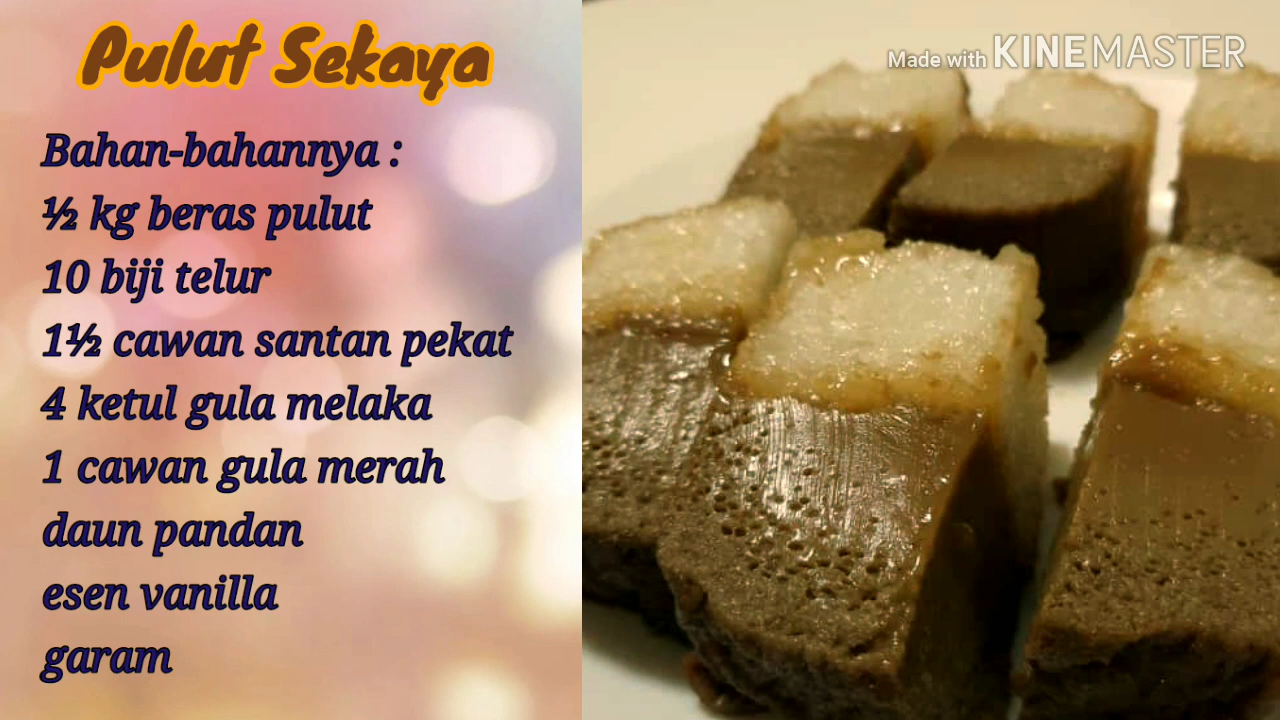 Pulut Sekaya
Bahan-bahannya :
½ kg beras pulut
10 biji telur
1½ cawan santan pekat
4 ketul gula melaka
1 cawan gula merah
daun pandan
esen vanilla
garam
Made with KINEMASTER